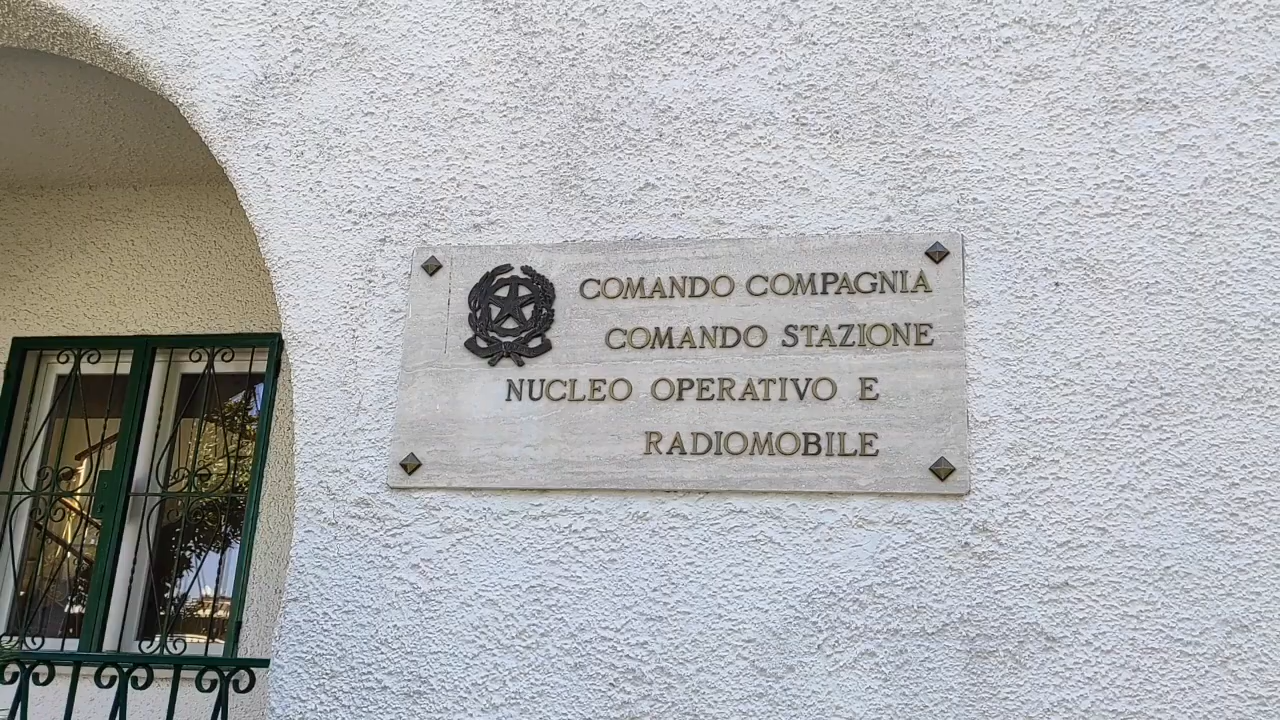 COMANDO COMPAGNIA
COMANDO STAZIONE
NUCLEO OPERATIVO E
RADIOMOBILE